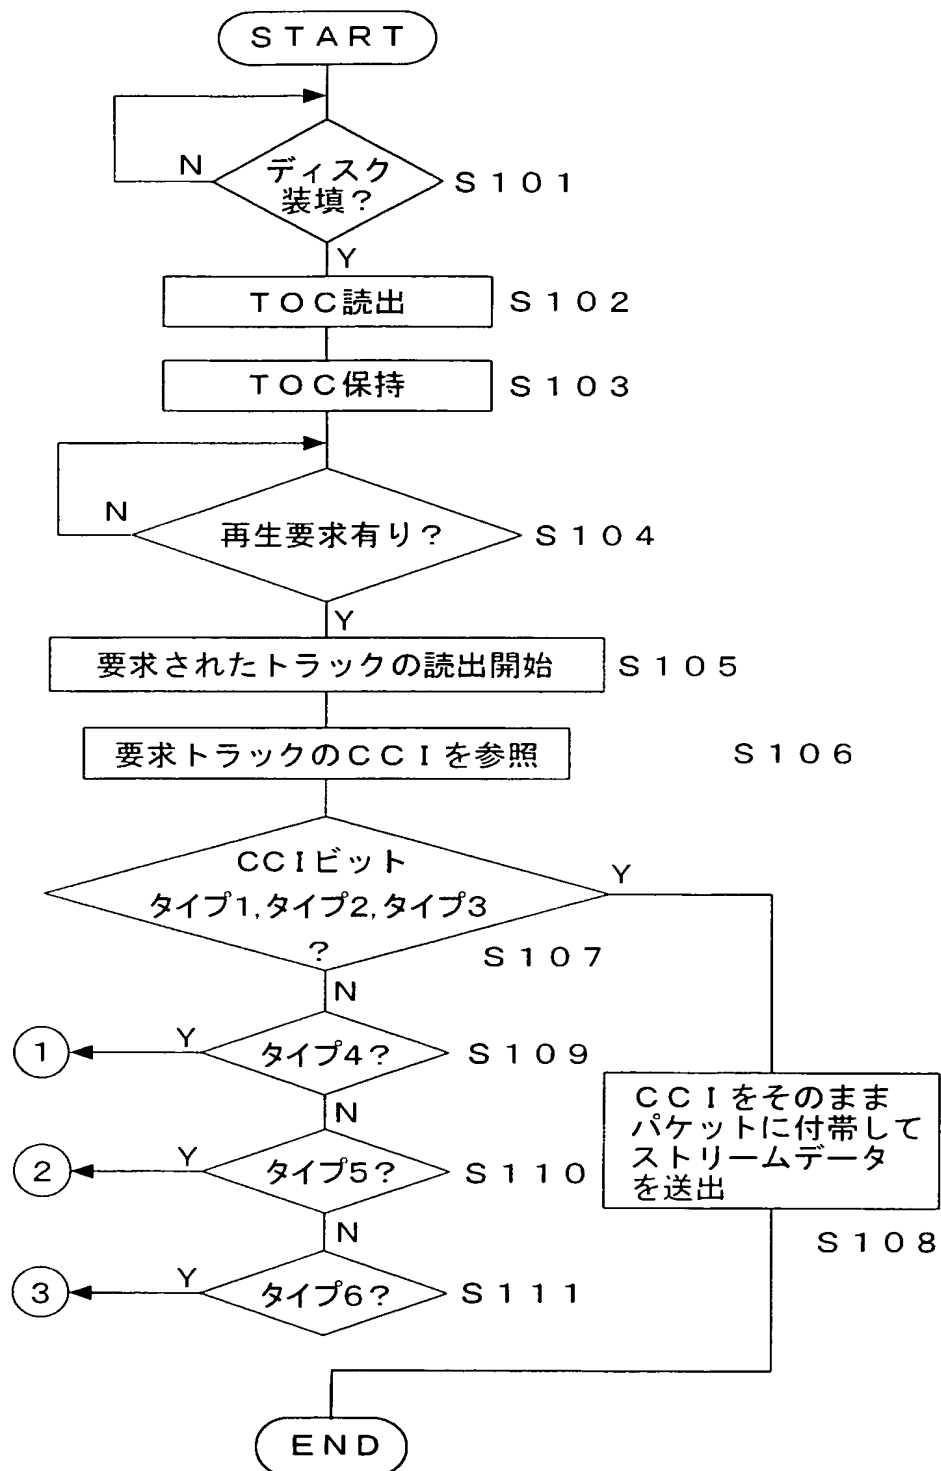 START
N
ディスク
装填?
S101
Y
TOC読出
S102
TOC保持
S103
N
再生要求有り?
S104
Y
要求されたトラックの読出開始
S105
要求トラックのCCIを参照
S106
CCIビット
タイプ1,タイプ2,タイプ3
?
Y
S107
N
①
Y
タイプ4?
S109
N
②
Y
タイプ5?
S110
N
③
Y
タイプ6?
S111
CCIをそのまま
パケットに付帯して
ストリームデータ
を送出
S108
END